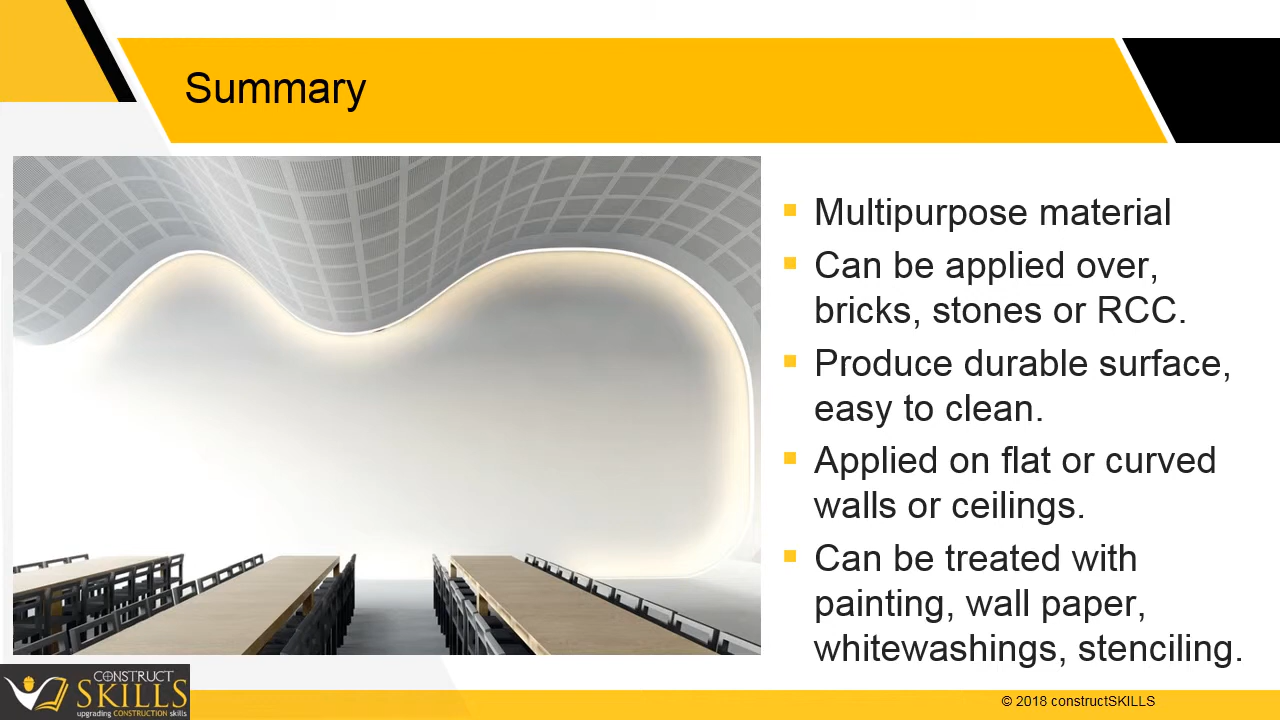 Summary
Multipurpose material
Can be applied over,
bricks, stones or RCC.
Produce durable surface,
easy to clean.
Applied on flat or curved
walls or ceilings.
Can be treated with
painting, wall paper,
whitewashings, stenciling.
CONSTRUCT
SKILLS
upgrading CONSTRUCTION skills
© 2018 constructSKILLS